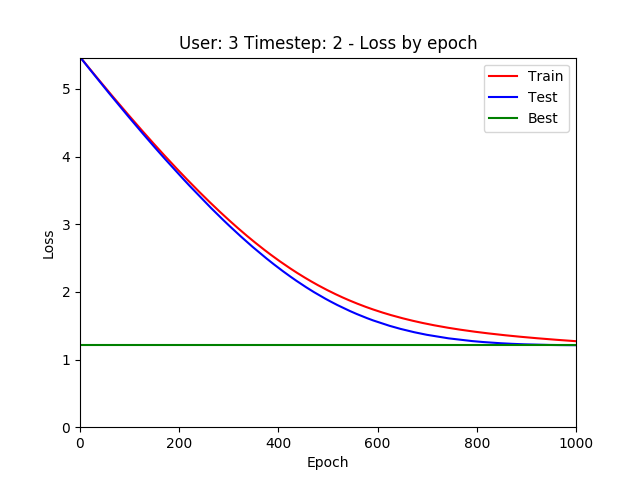 User: 3 Timestep: 2 - Loss by epoch
Train
Test
Best
5
4
3
2
1
0
Loss
0 200 400 600 800 1000
Epoch